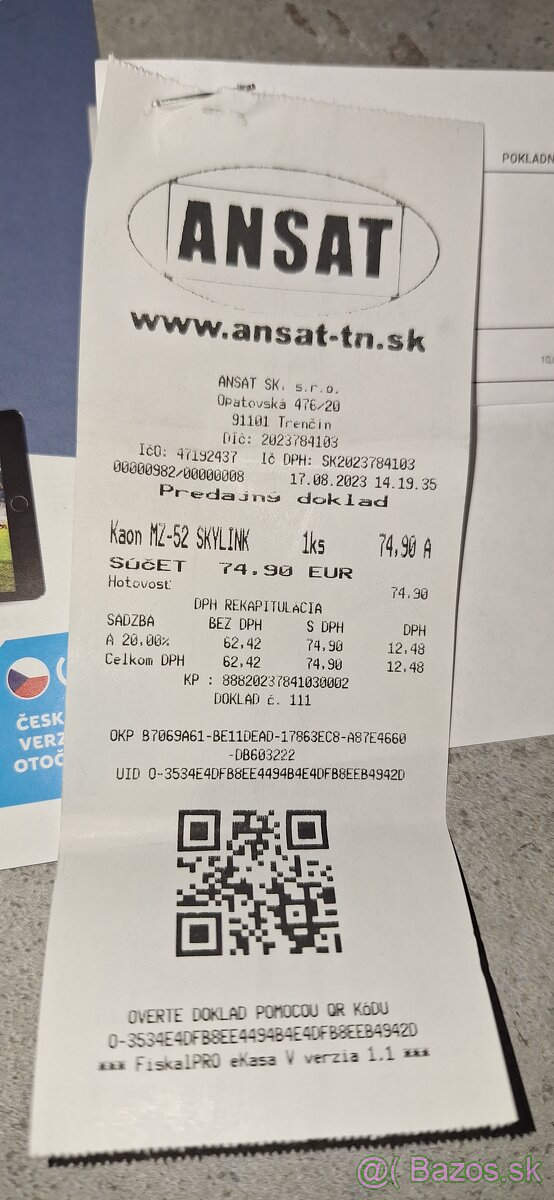 ANSAT
www.ansat-tn.sk
ANSAT SK, s.r.o.
Opatovská 476/20
91101 Trenčín
Dič: 2023784103
IčO: 47192437 Ič DPH: SK2023784103
00000982/00000008 17.08.2023 14.19.35
Predajný doklad
Kaon MZ-52 SKYLINK 1ks 74,90 A
SúčET 74.90 EUR
Hotovosť 74,90
DPH REKAPITULáCIA
SADZBA BEZ DPH S DPH DPH
A 20,00% 62,42 74,90 12,48
Celkom DPH 62,42 74,90 12,48
KP : 88820237841030002
DOKLAD č. 111
OKP B7069A61-BE11DEAD-17863EC8-A87E4660
-DB603222
UID O-3534E4DFB8EE4494B4E4DFB8EEB4942D
OVERTE DOKLAD POMOCOU QR KóDU
O-3534E4DFB8EE4494B4E4DFB8EEB4942D
*** FiskalPRO eKasa V verzia 1.1 ***
POKLADN
ČESK
VERZ
OTOČ
@( Bazos.sk